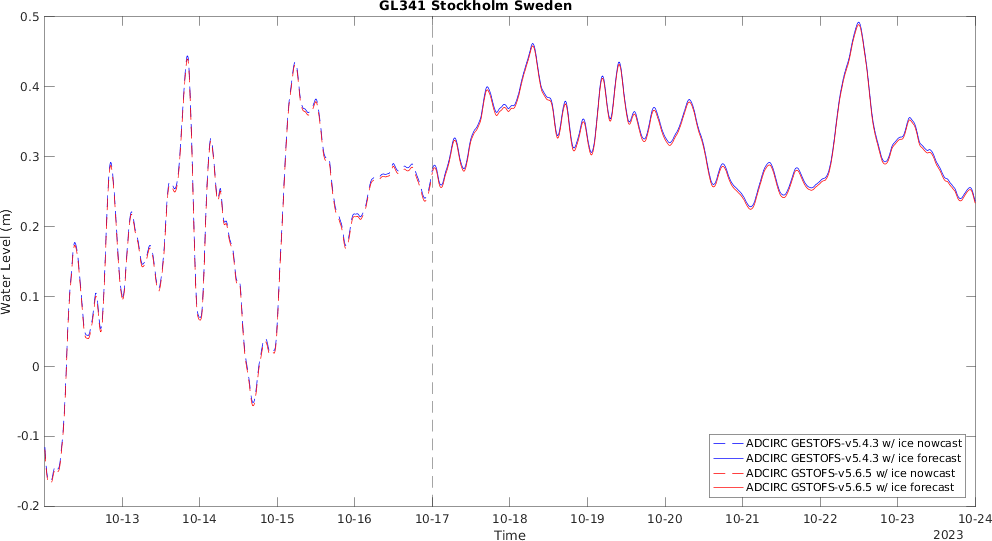 GL341 Stockholm Sweden
Water Level (m)
0.5
0.4
0.3
0.2
0.1
0
-0.1
-0.2
ADCIRC GESTOFS-v5.4.3 w/ ice nowcast
ADCIRC GESTOFS-v5.4.3 w/ ice forecast
ADCIRC GSTOFS-v5.6.5 w/ ice nowcast
ADCIRC GSTOFS-v5.6.5 w/ ice forecast
10-13 10-14 10-15 10-16 10-17 10-18 10-19 10-20 10-21 10-22 10-23 10-24
Time
2023